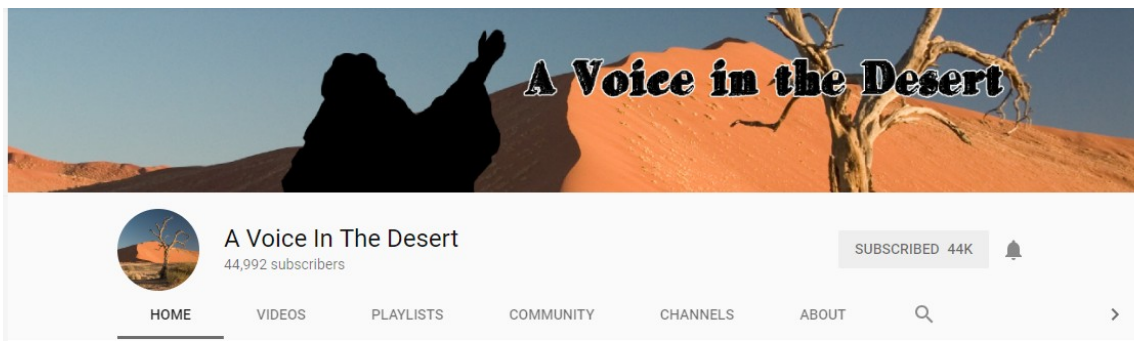 A Voice in the Desert
A Voice In The Desert
44,992 subscribers
SUBSCRIBED 44K
HOME VIDEOS PLAYLISTS COMMUNITY CHANNELS ABOUT